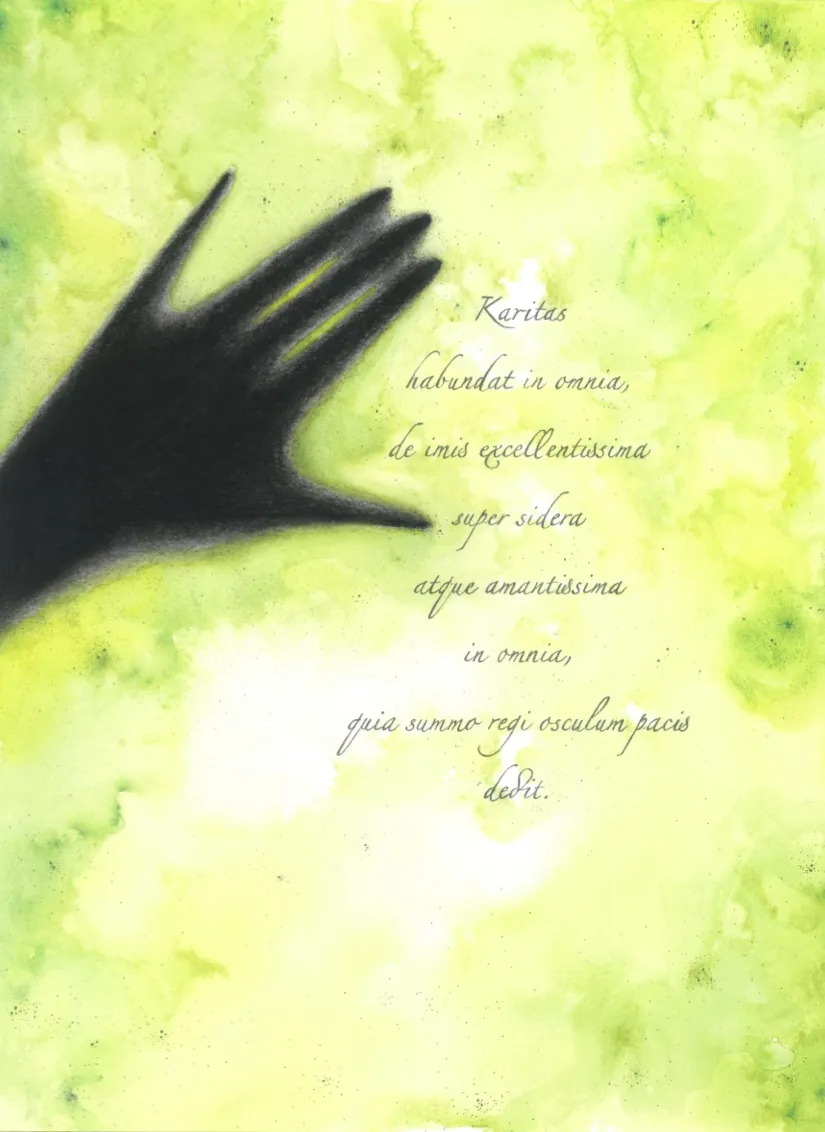 Karitas
habundat in omnia,
de imis excellentissima
super sidera
atque amantissima
in omnia,
quia summo regi osculum pacis
dedit.